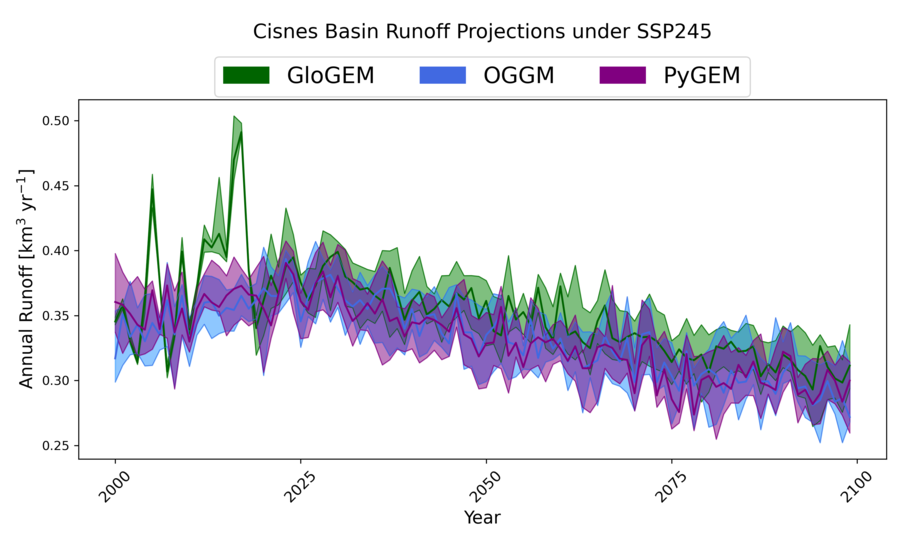 Cisnes Basin Runoff Projections under SSP245
GloGEM OGGM PyGEM
Annual Runoff [km³ yr⁻¹]
0.50
0.45
0.40
0.35
0.30
0.25
2000 2025 2050 2075 2100
Year